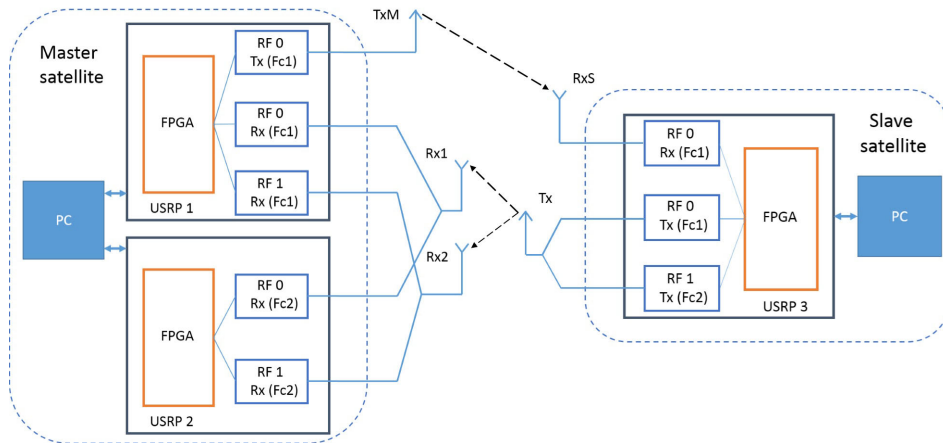 Master
satellite
PC
FPGA
USRP 1
RF 0
Tx (Fc1)
RF 0
Rx (Fc1)
RF 1
Rx (Fc1)
FPGA
USRP 2
RF 0
Rx (Fc2)
RF 1
Rx (Fc2)
TxM
RxS
Rx1
Rx2
Tx
RF 0
Rx (Fc1)
RF 0
Tx (Fc1)
RF 1
Tx (Fc2)
FPGA
USRP 3
Slave
satellite
PC